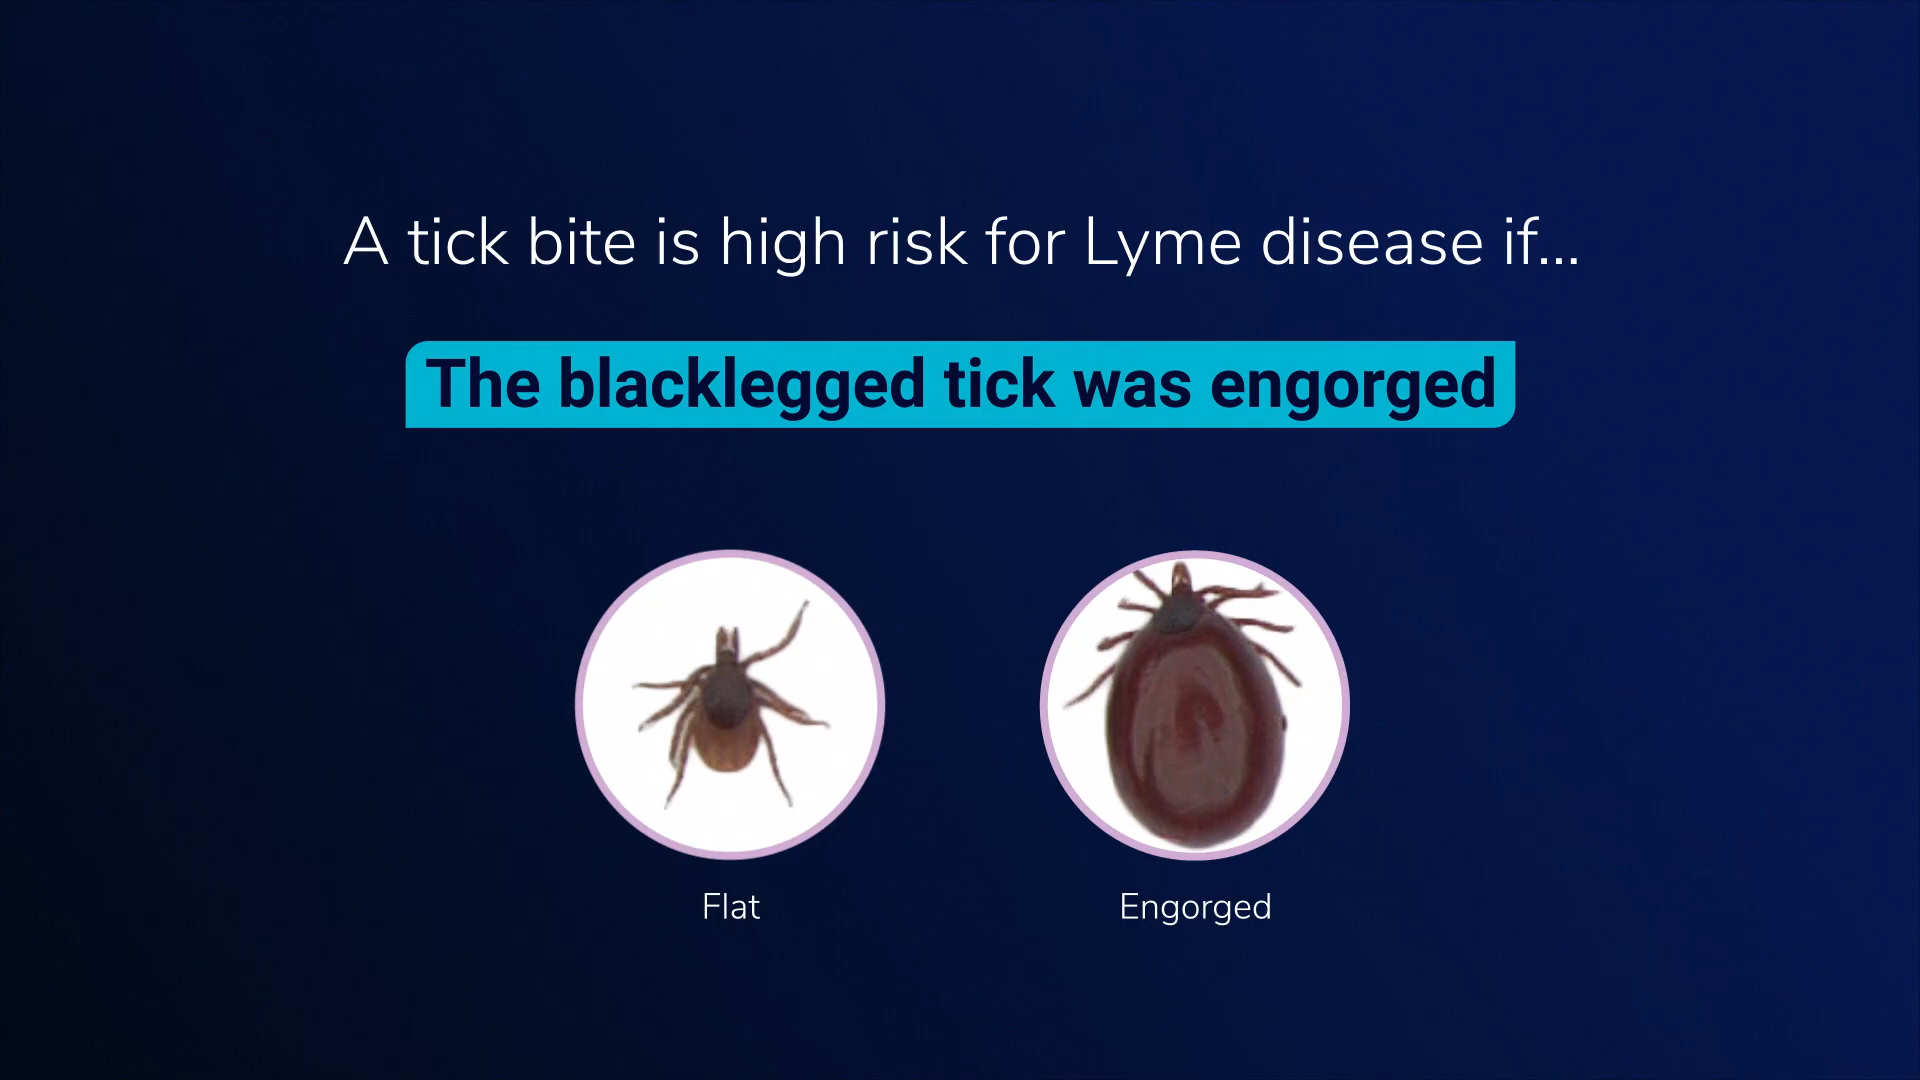 A tick bite is high risk for Lyme disease if...
The blacklegged tick was engorged
Flat
Engorged